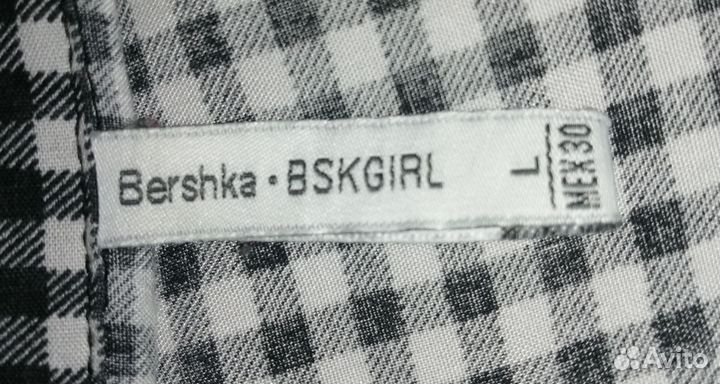 Bershka • BSKGIRL
L
MEX30
Avito